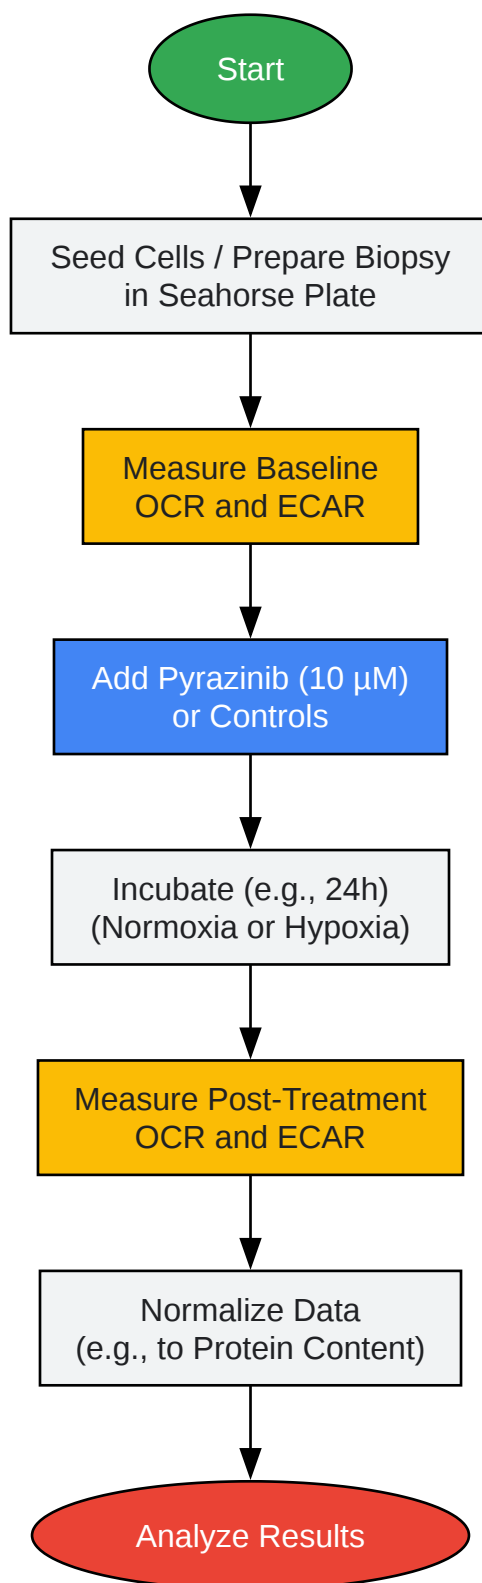 Start
Seed Cells / Prepare Biopsy
in Seahorse Plate
Measure Baseline
OCR and ECAR
Add Pyrazinib (10 µM)
or Controls
Incubate (e.g., 24h)
(Normoxia or Hypoxia)
Measure Post-Treatment
OCR and ECAR
Normalize Data
(e.g., to Protein Content)
Analyze Results